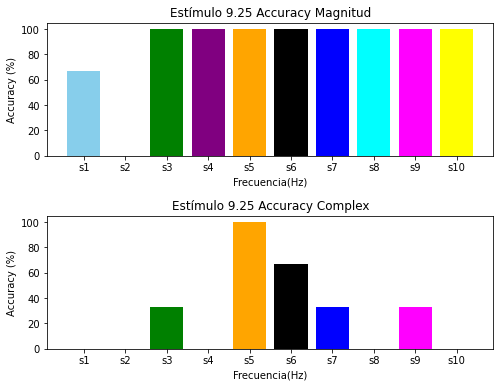 Estímulo 9.25 Accuracy Magnitud
Accuracy (%)
100
80
60
40
20
0
s1 s2 s3 s4 s5 s6 s7 s8 s9 s10
Frecuencia(Hz)
Estímulo 9.25 Accuracy Complex
Accuracy (%)
100
80
60
40
20
0
s1 s2 s3 s4 s5 s6 s7 s8 s9 s10
Frecuencia(Hz)